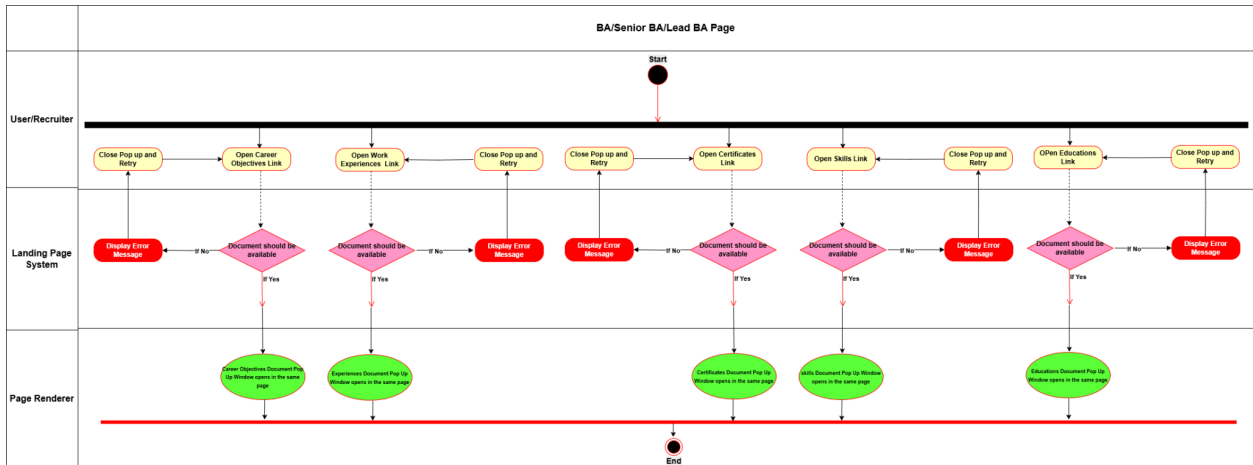 BA/Senior BA/Lead BA Page
Start
User/Recruiter
Close Pop up and
Retry
Open Career
Objectives Link
Open Work
Experiences Link
Close Pop up and
Retry
Close Pop up and
Retry
Open Certificates
Link
Open Skills Link
Close Pop up and
Retry
OPen Educations
Link
Close Pop up and
Retry
Landing Page
System
Display Error
Message
If No
Document should be
available
If Yes
Document should be
available
If Yes
If No
Display Error
Message
Display Error
Message
If No
Document should be
available
If Yes
Document should be
available
If Yes
If No
Display Error
Message
Document should be
available
If Yes
If No
Display Error
Message
Page Renderer
Career Objectives Document Pop
Up Window opens in the same
page
Experiences Document Pop Up
Window opens in the same page
Certificates Document Pop Up
Window opens in the same page
skills Document Pop Up Window
opens in the same page
Educations Document Pop Up
Window opens in the same page
End